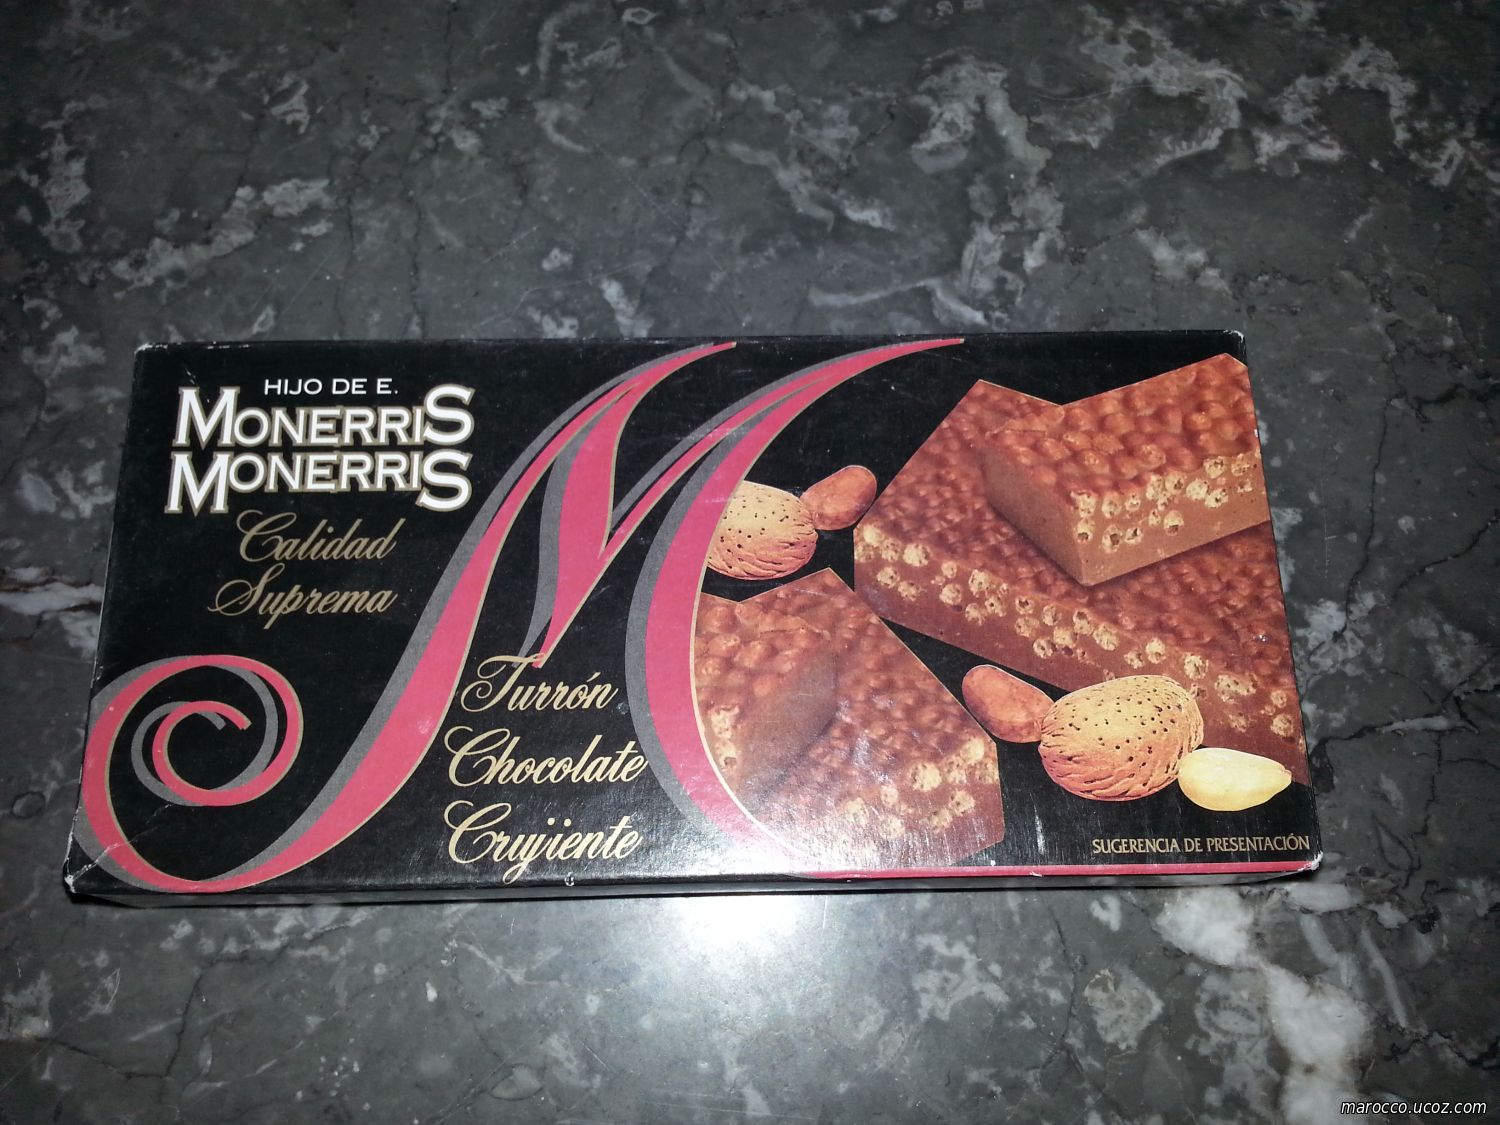 HIJO DE E.
MONERRIS
MONERRIS
Calidad
Suprema
Turrón
Chocolate
Crujiente
SUGERENCIA DE PRESENTACIÓN
marocco.ucoz.com